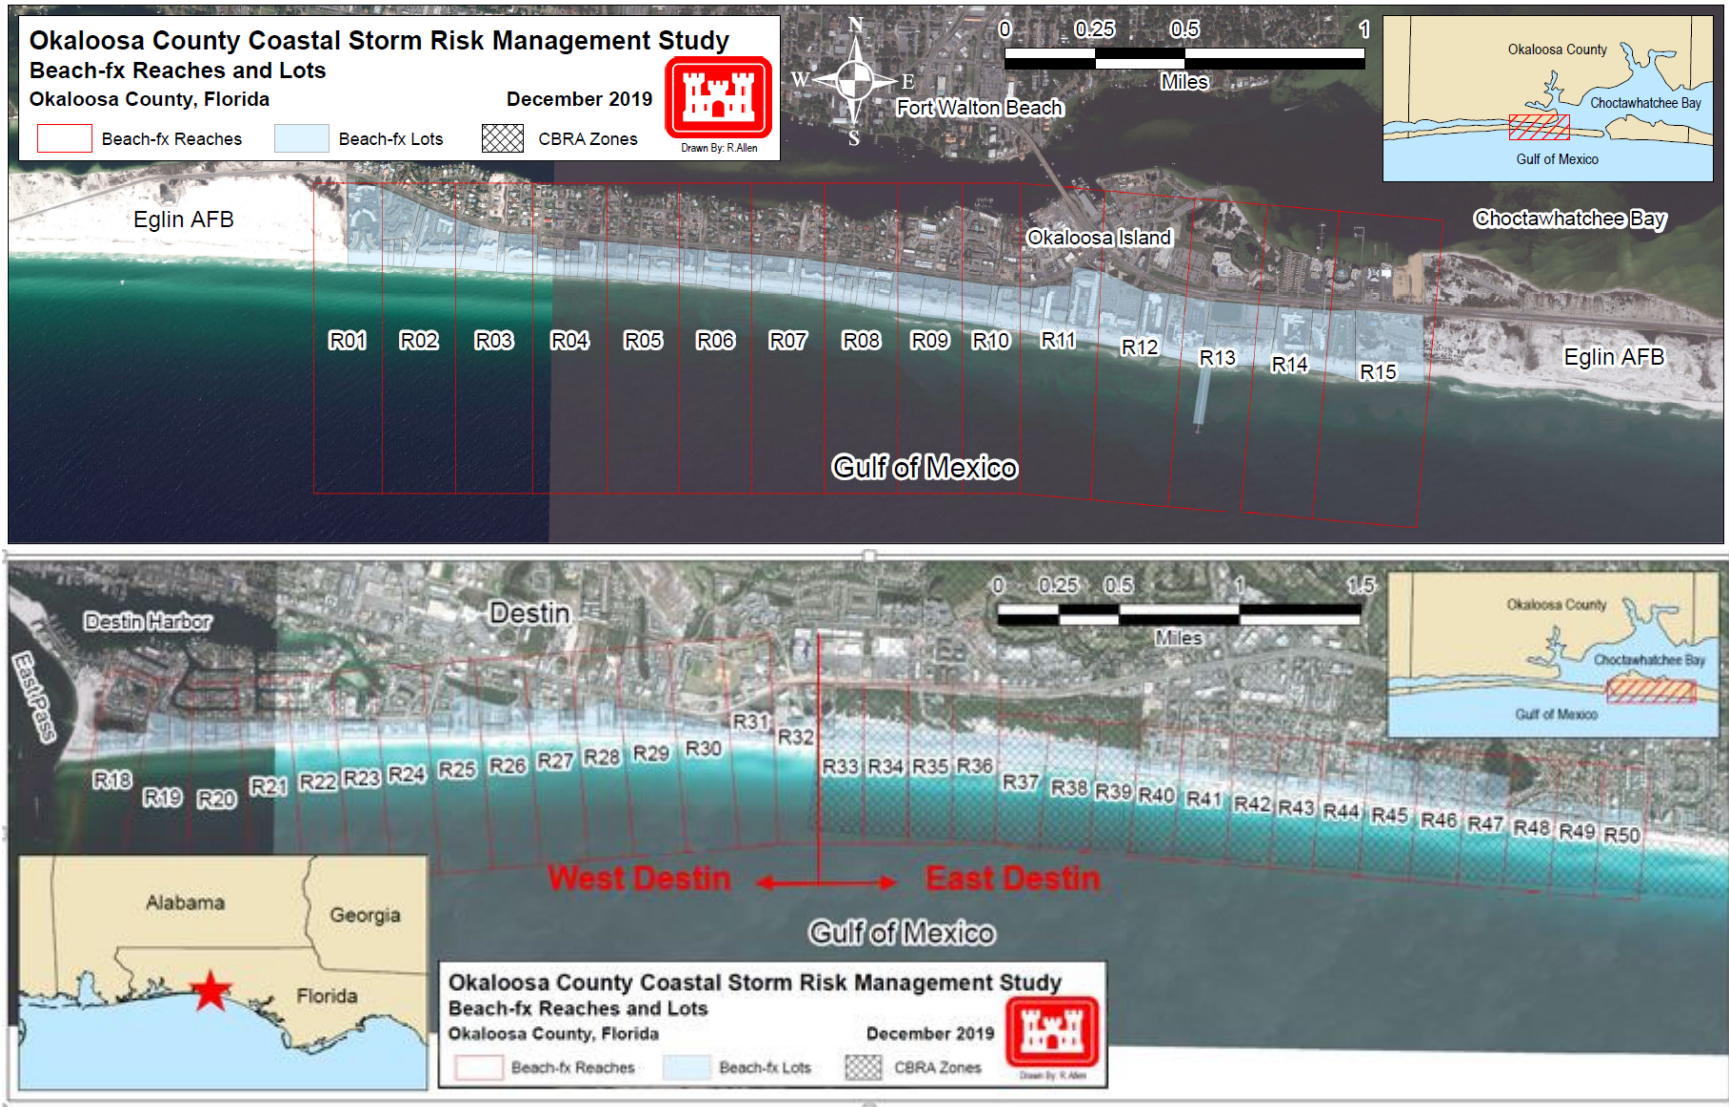 Okaloosa County Coastal Storm Risk Management Study
Beach-fx Reaches and Lots
Okaloosa County, Florida December 2019
Beach-fx Reaches Beach-fx Lots CBRA Zones
Drawn By: R.Allen
N
W E
S
0 0.25 0.5 1
Miles
Fort Walton Beach
Okaloosa County
Choctawhatchee Bay
Gulf of Mexico
Eglin AFB
Choctawhatchee Bay
Okaloosa Island
R01 R02 R03 R04 R05 R06 R07 R08 R09 R10 R11 R12 R13 R14 R15
Eglin AFB
Gulf of Mexico
Destin Harbor
Destin
East Pass
0 0.25 0.5 1 1.5
Miles
Okaloosa County
Choctawhatchee Bay
Gulf of Mexico
R18 R19 R20 R21 R22 R23 R24 R25 R26 R27 R28 R29 R30 R31 R32 R33 R34 R35 R36 R37 R38 R39 R40 R41 R42 R43 R44 R45 R46 R47 R48 R49 R50
West Destin East Destin
Gulf of Mexico
Alabama
Georgia
Florida
Okaloosa County Coastal Storm Risk Management Study
Beach-fx Reaches and Lots
Okaloosa County, Florida December 2019
Beach-fx Reaches Beach-fx Lots CBRA Zones
Drawn By: R.Allen